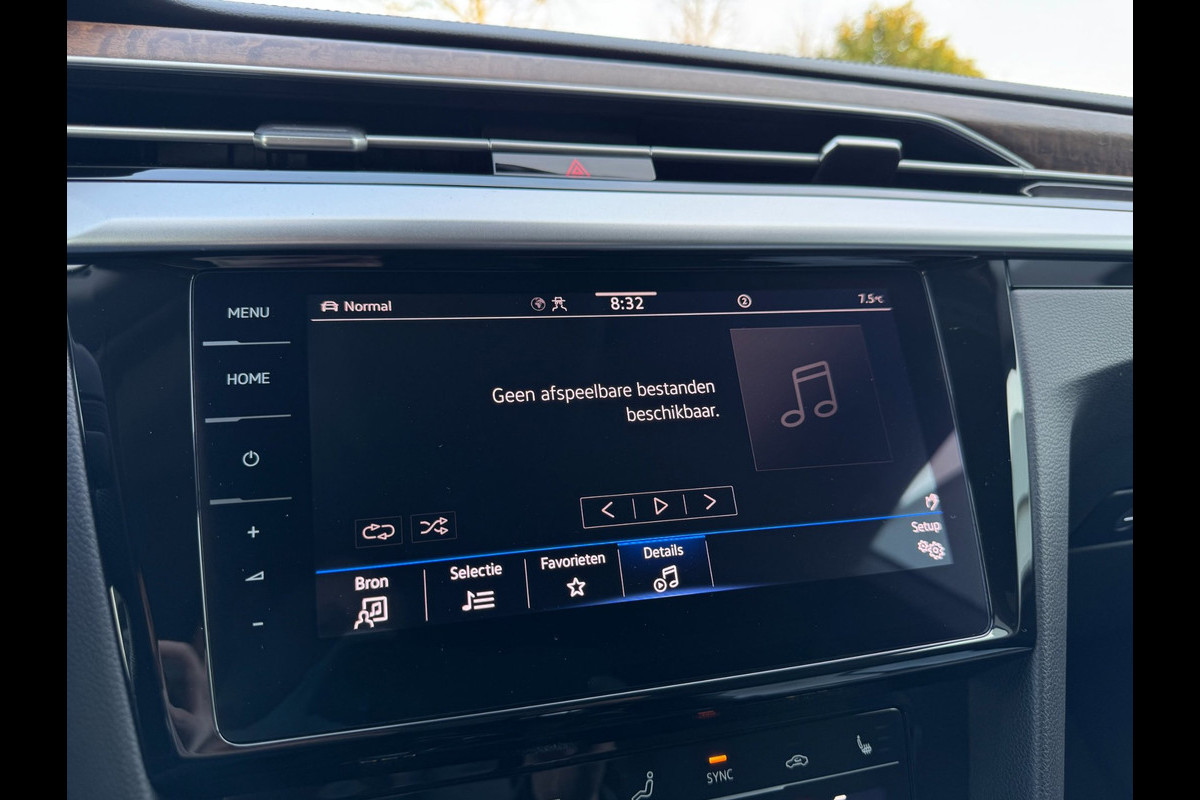 MENU
HOME
Normal
8:32
2
7.5°C
Geen afspeelbare bestanden
beschikbaar.
Setup
Bron
Selectie
Favorieten
Details
SYNC